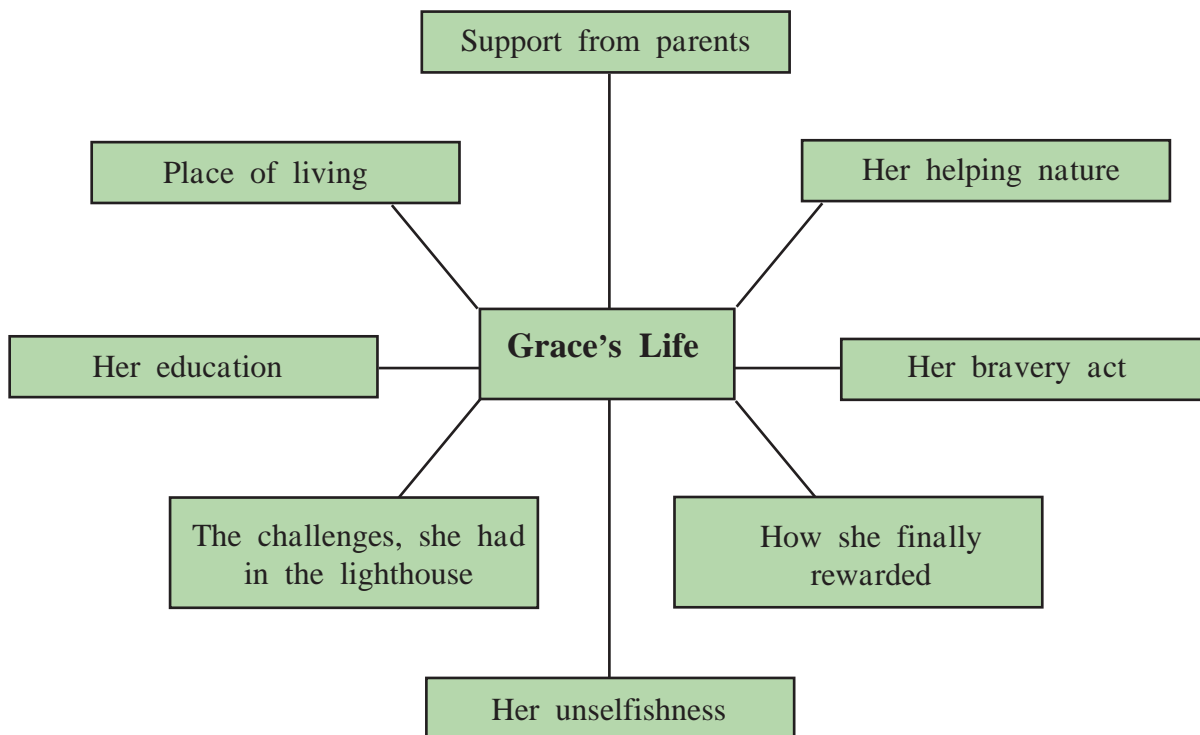 Support from parents
Place of living
Her helping nature
Grace’s Life
Her education
Her bravery act
The challenges, she had
in the lighthouse
How she finally
rewarded
Her unselfishness